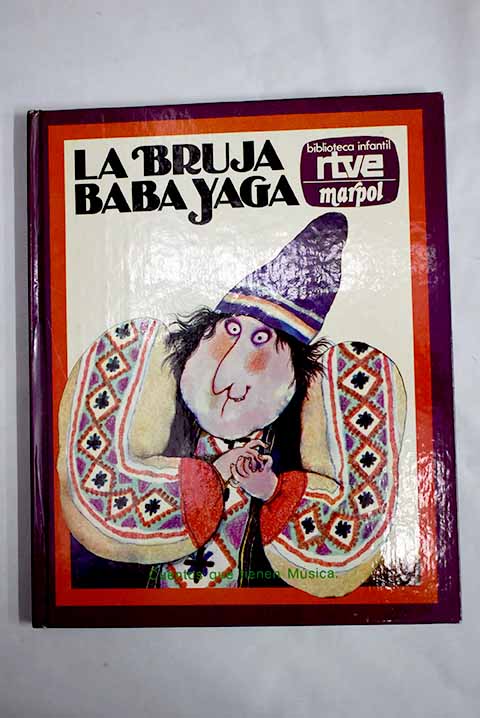 LA BRUJA
BABA YAGA
biblioteca infantil
rtve
marpol
Cuentos que tienen Música.